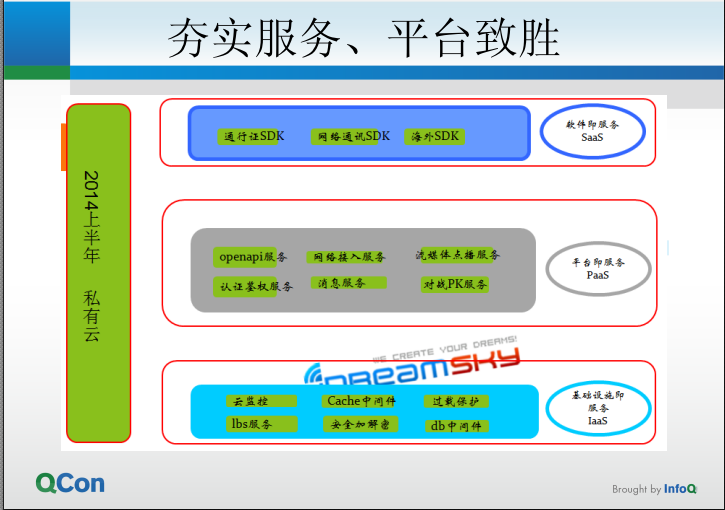 夯实服务、平台致胜
2014上半年 私有云
通行证SDK
网络通讯SDK
海外SDK
软件即服务
SaaS
openapi服务
网络接入服务
流媒体点播服务
认证鉴权服务
消息服务
对战PK服务
平台即服务
PaaS
WE CREATE YOUR DREAMS!
DREAMSKY
云监控
Cache中间件
过载保护
lbs服务
安全加解密
db中间件
基础设施即
服务
IaaS
QCon
Brought by InfoQ